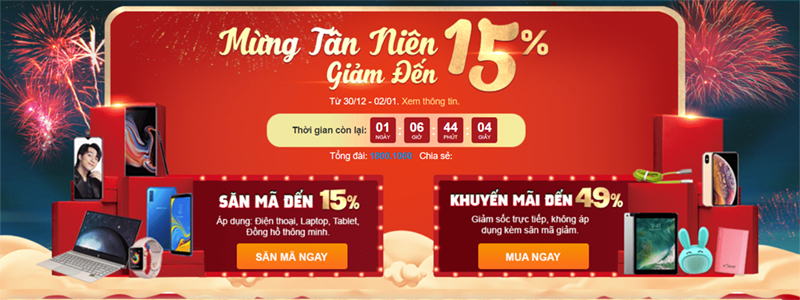 Mừng Tân Niên
Giảm Đến
15%
Từ 30/12 - 02/01. Xem thông tin.
Thời gian còn lại: 01 : 06 : 44 : 04
NGÀY GIỜ PHÚT GIÂY
Tổng đài: 1800.1060 Chia sẻ:
SĂN MÃ ĐẾN 15%
Áp dụng: Điện thoại, Laptop, Tablet,
Đồng hồ thông minh.
SĂN MÃ NGAY
KHUYẾN MÃI ĐẾN 49%
Giảm sốc trực tiếp, không áp
dụng kèm săn mã giảm.
MUA NGAY